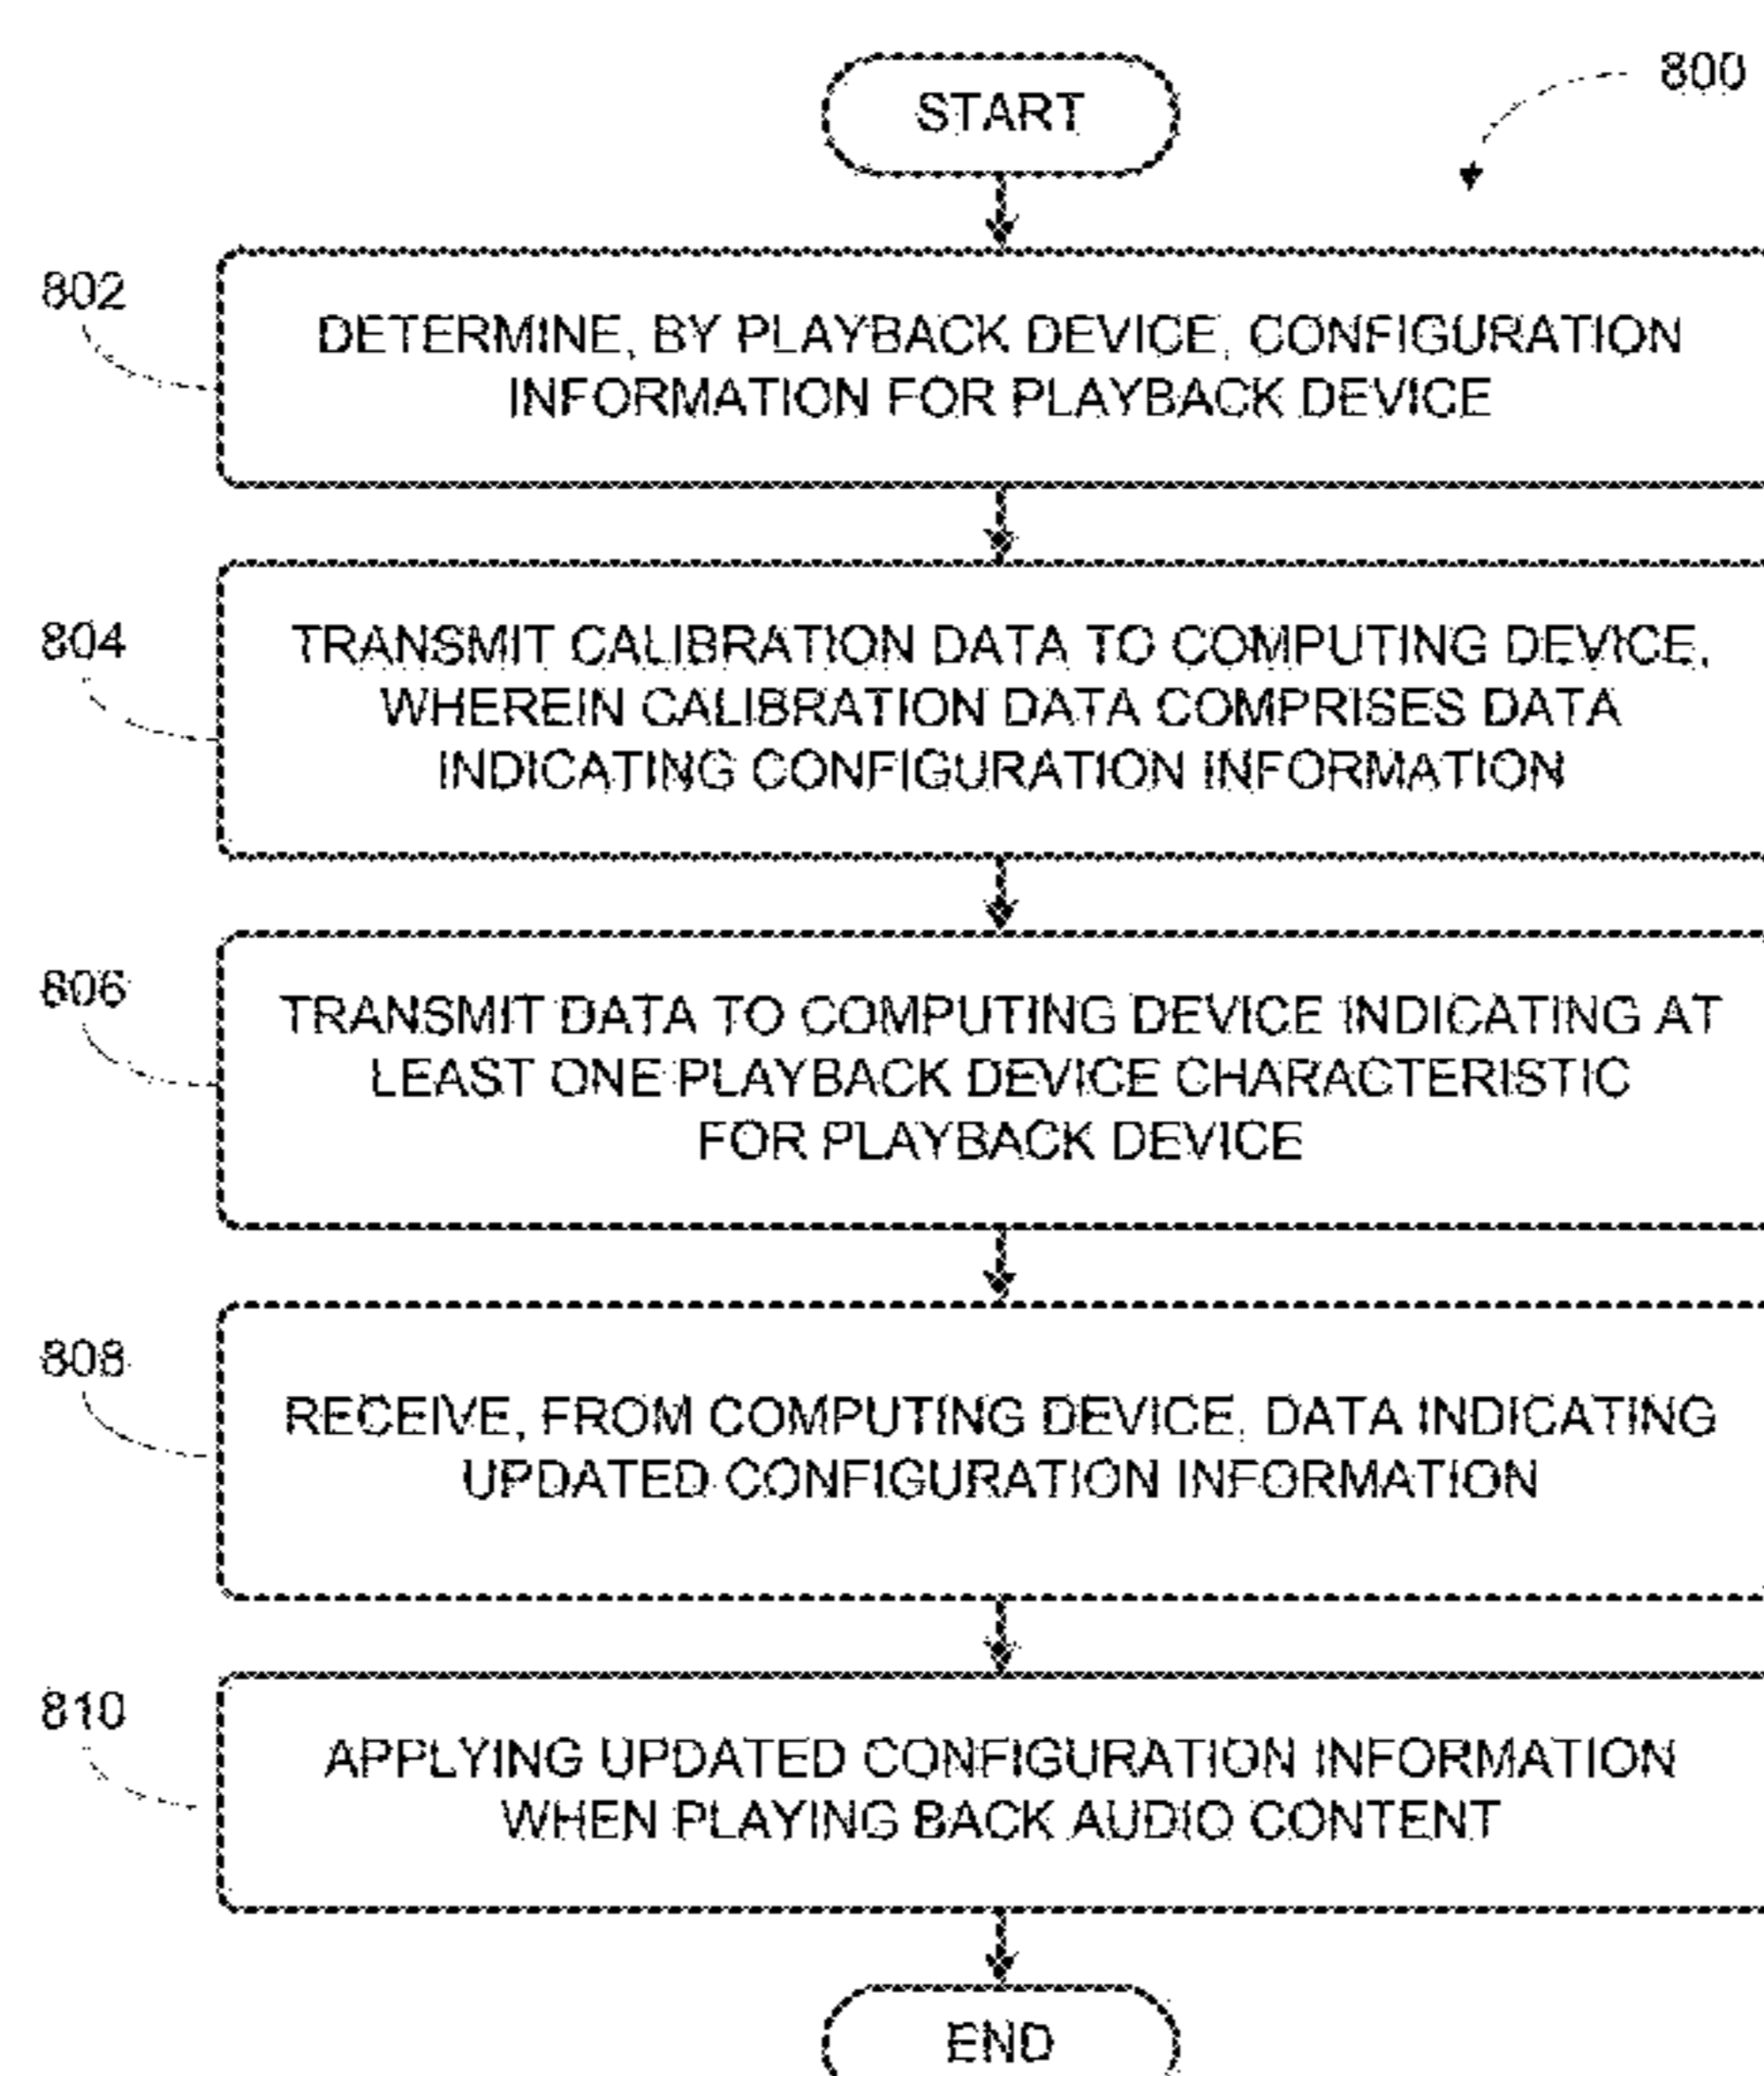 START
800
802
DETERMINE, BY PLAYBACK DEVICE, CONFIGURATION
INFORMATION FOR PLAYBACK DEVICE
804
TRANSMIT CALIBRATION DATA TO COMPUTING DEVICE,
WHEREIN CALIBRATION DATA COMPRISES DATA
INDICATING CONFIGURATION INFORMATION
806
TRANSMIT DATA TO COMPUTING DEVICE INDICATING AT
LEAST ONE PLAYBACK DEVICE CHARACTERISTIC
FOR PLAYBACK DEVICE
808
RECEIVE, FROM COMPUTING DEVICE, DATA INDICATING
UPDATED CONFIGURATION INFORMATION
810
APPLYING UPDATED CONFIGURATION INFORMATION
WHEN PLAYING BACK AUDIO CONTENT
END